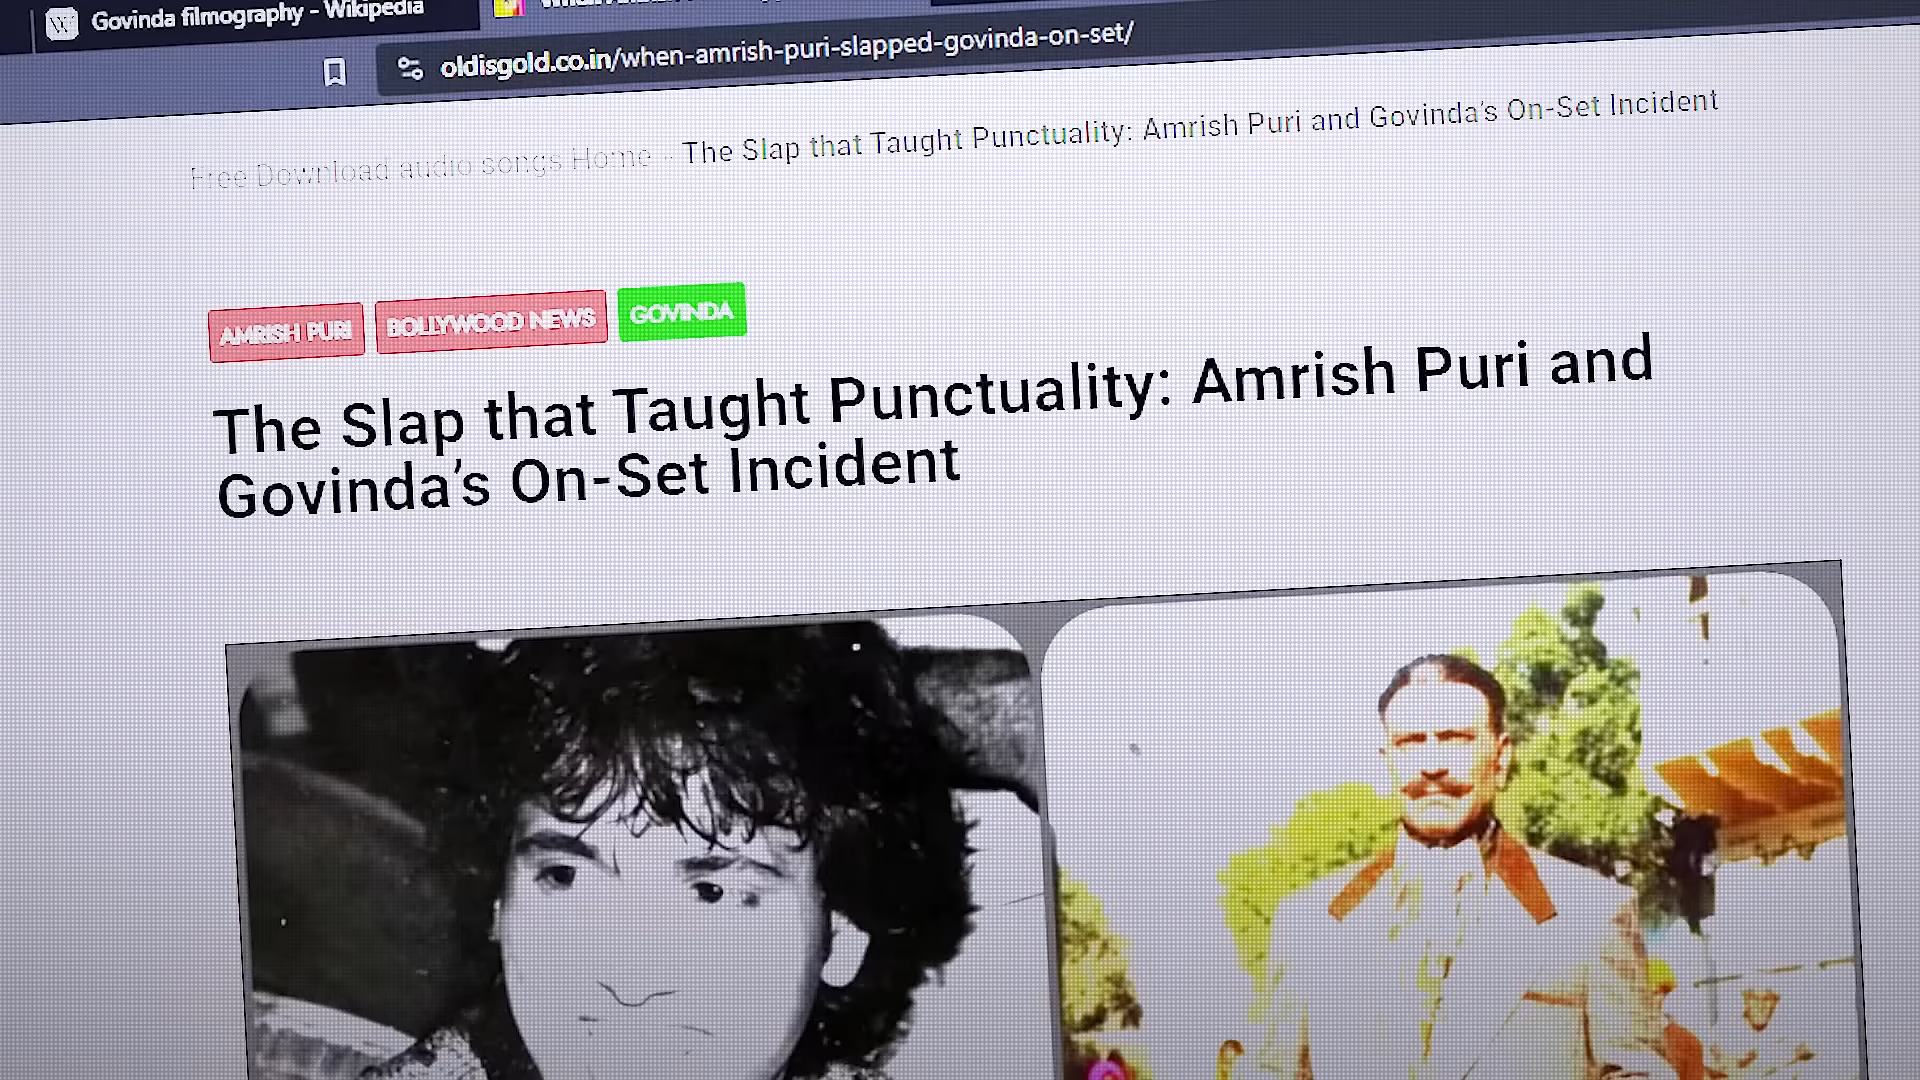 Govinda filmography - Wikipedia
oldisgold.co.in/when-amrish-puri-slapped-govinda-on-set/
Free Download audio songs Home - The Slap that Taught Punctuality: Amrish Puri and Govinda's On-Set Incident
AMRISH PURI BOLLYWOOD NEWS GOVINDA
The Slap that Taught Punctuality: Amrish Puri and
Govinda's On-Set Incident